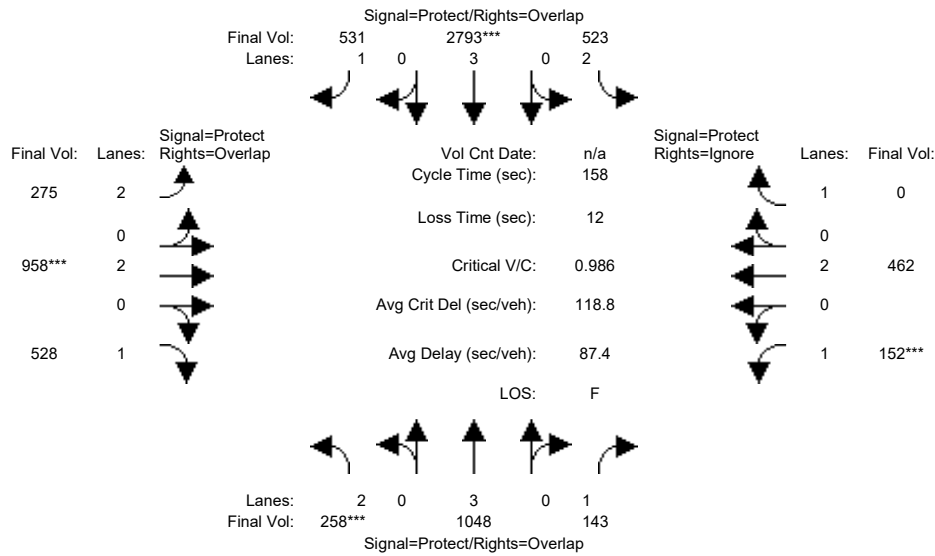 Signal=Protect/Rights=Overlap
Final Vol: 531 2793*** 523
Lanes: 1 0 3 0 2
Signal=Protect
Final Vol: Lanes: Rights=Overlap
Vol Cnt Date: n/a
Cycle Time (sec): 158
Loss Time (sec): 12
Critical V/C: 0.986
Avg Crit Del (sec/veh): 118.8
Avg Delay (sec/veh): 87.4
LOS: F
Signal=Protect
Rights=Ignore Lanes: Final Vol:
275 2
0
958*** 2
0
528 1
1 0
0
2 462
0
1 152***
Lanes: 2 0 3 0 1
Final Vol: 258*** 1048 143
Signal=Protect/Rights=Overlap